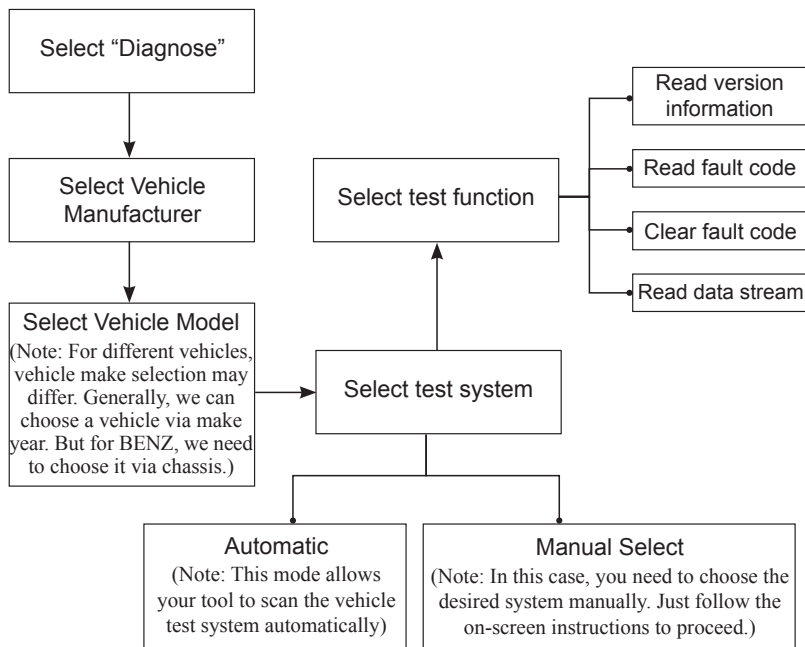 Select “Diagnose”
Select Vehicle
Manufacturer
Select Vehicle Model
(Note: For different vehicles,
vehicle make selection may
differ. Generally, we can
choose a vehicle via make
year. But for BENZ, we need
to choose it via chassis.)
Select test system
Automatic
(Note: This mode allows
your tool to scan the vehicle
test system automatically)
Manual Select
(Note: In this case, you need to choose the
desired system manually. Just follow the
on-screen instructions to proceed.)
Select test function
Read version
information
Read fault code
Clear fault code
Read data stream